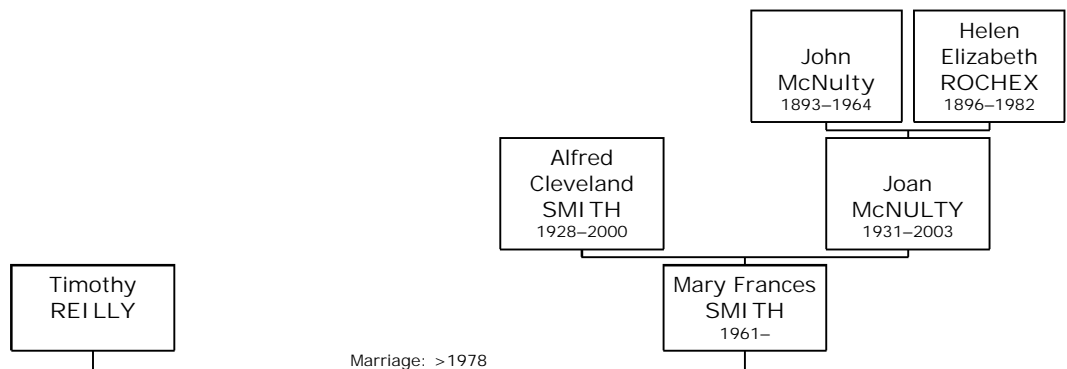 John
McNulty
1893–1964
Helen
Elizabeth
ROCHEX
1896–1982
Alfred
Cleveland
SMITH
1928–2000
Joan
McNULTY
1931–2003
Timothy
REILLY
Mary Frances
SMITH
1961–
Marriage: >1978